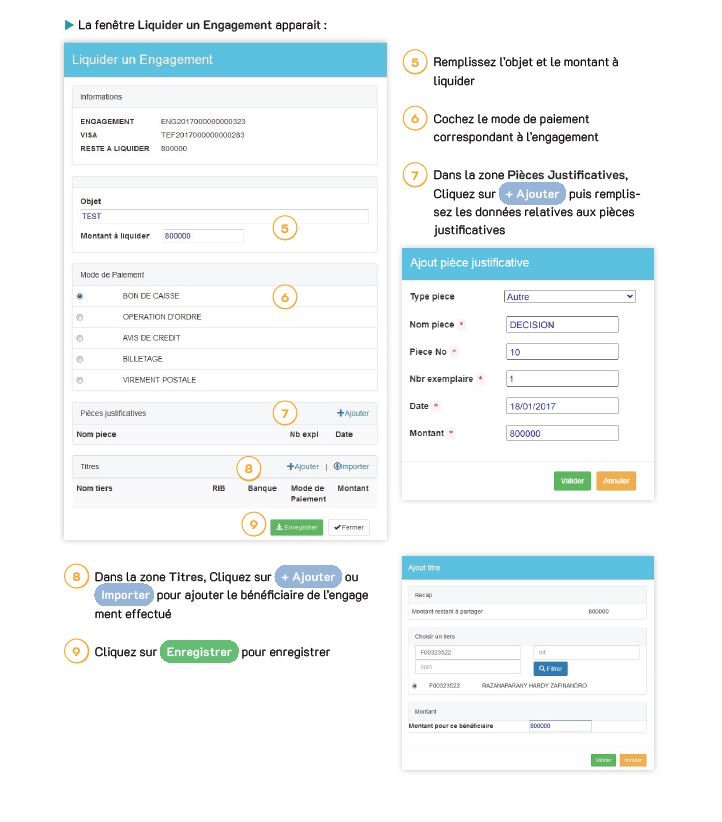 ▶ La fenêtre Liquider un Engagement apparait :
Liquider un Engagement
Informations
ENGAGEMENT ENG2017000000000323
VISA TEF2017000000000283
RESTE A LIQUIDER 800000
Objet
TEST
Montant à liquider 800000
5
Mode de Paiement
BON DE CAISSE
6
OPERATION D'ORDRE
AVIS DE CREDIT
BILLETAGE
VIREMENT POSTALE
Pièces justificatives 7 +Ajouter
Nom piece Nb expl Date
Titres 8 +Ajouter | Importer
Nom tiers RIB Banque Mode de Paiement Montant
9 Enregistrer Fermer
5 Remplissez l'objet et le montant à
liquider
6 Cochez le mode de paiement
correspondant à l'engagement
7 Dans la zone Pièces Justificatives,
Cliquez sur + Ajouter puis remplis-
sez les données relatives aux pièces
justificatives
Ajout pièce justificative
Type piece Autre
Nom piece * DECISION
Piece No * 10
Nbr exemplaire * 1
Date * 18/01/2017
Montant * 800000
Valider Annuler
8 Dans la zone Titres, Cliquez sur + Ajouter ou
Importer pour ajouter le bénéficiaire de l'engage
ment effectué
9 Cliquez sur Enregistrer pour enregistrer
Ajout titre
Recap
Montant restant à partager 800000
Choisir un tiers
F00323522 nif
nom Filtrer
F00323522 RAZANAPARANY HARDY ZAFINANDRO
Montant
Montant pour ce bénéficiaire 800000
Valider Annuler